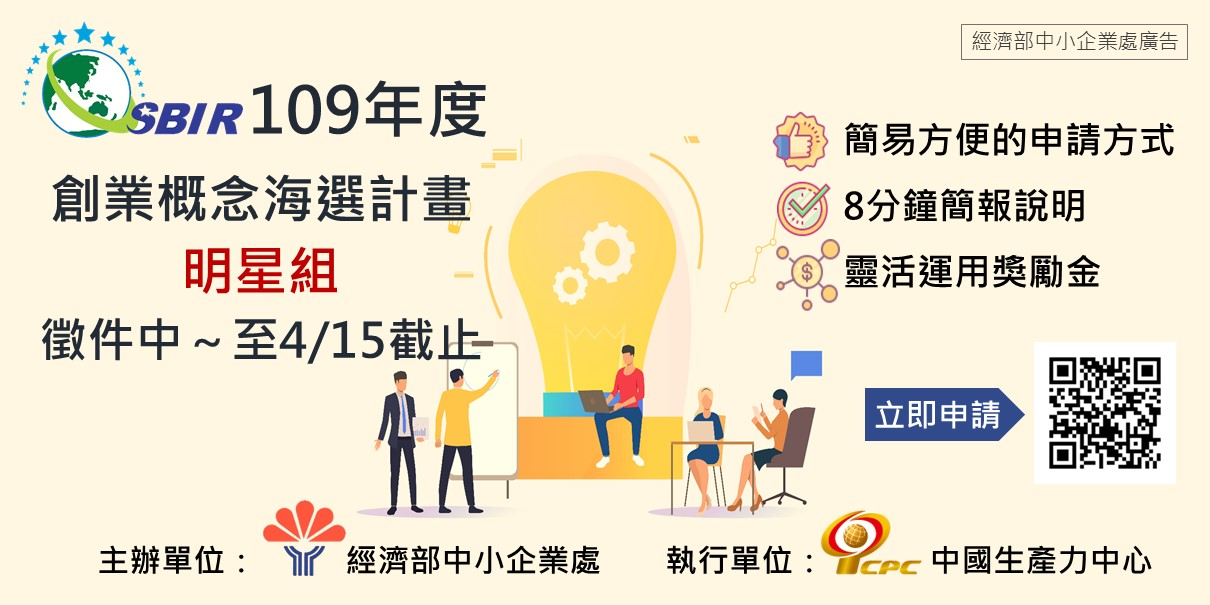 經濟部中小企業處廣告
SBIR 109年度
創業概念海選計畫
明星組
徵件中～至4/15截止
簡易方便的申請方式
8分鐘簡報說明
靈活運用獎勵金
立即申請
主辦單位： 經濟部中小企業處
執行單位： CPC 中國生產力中心